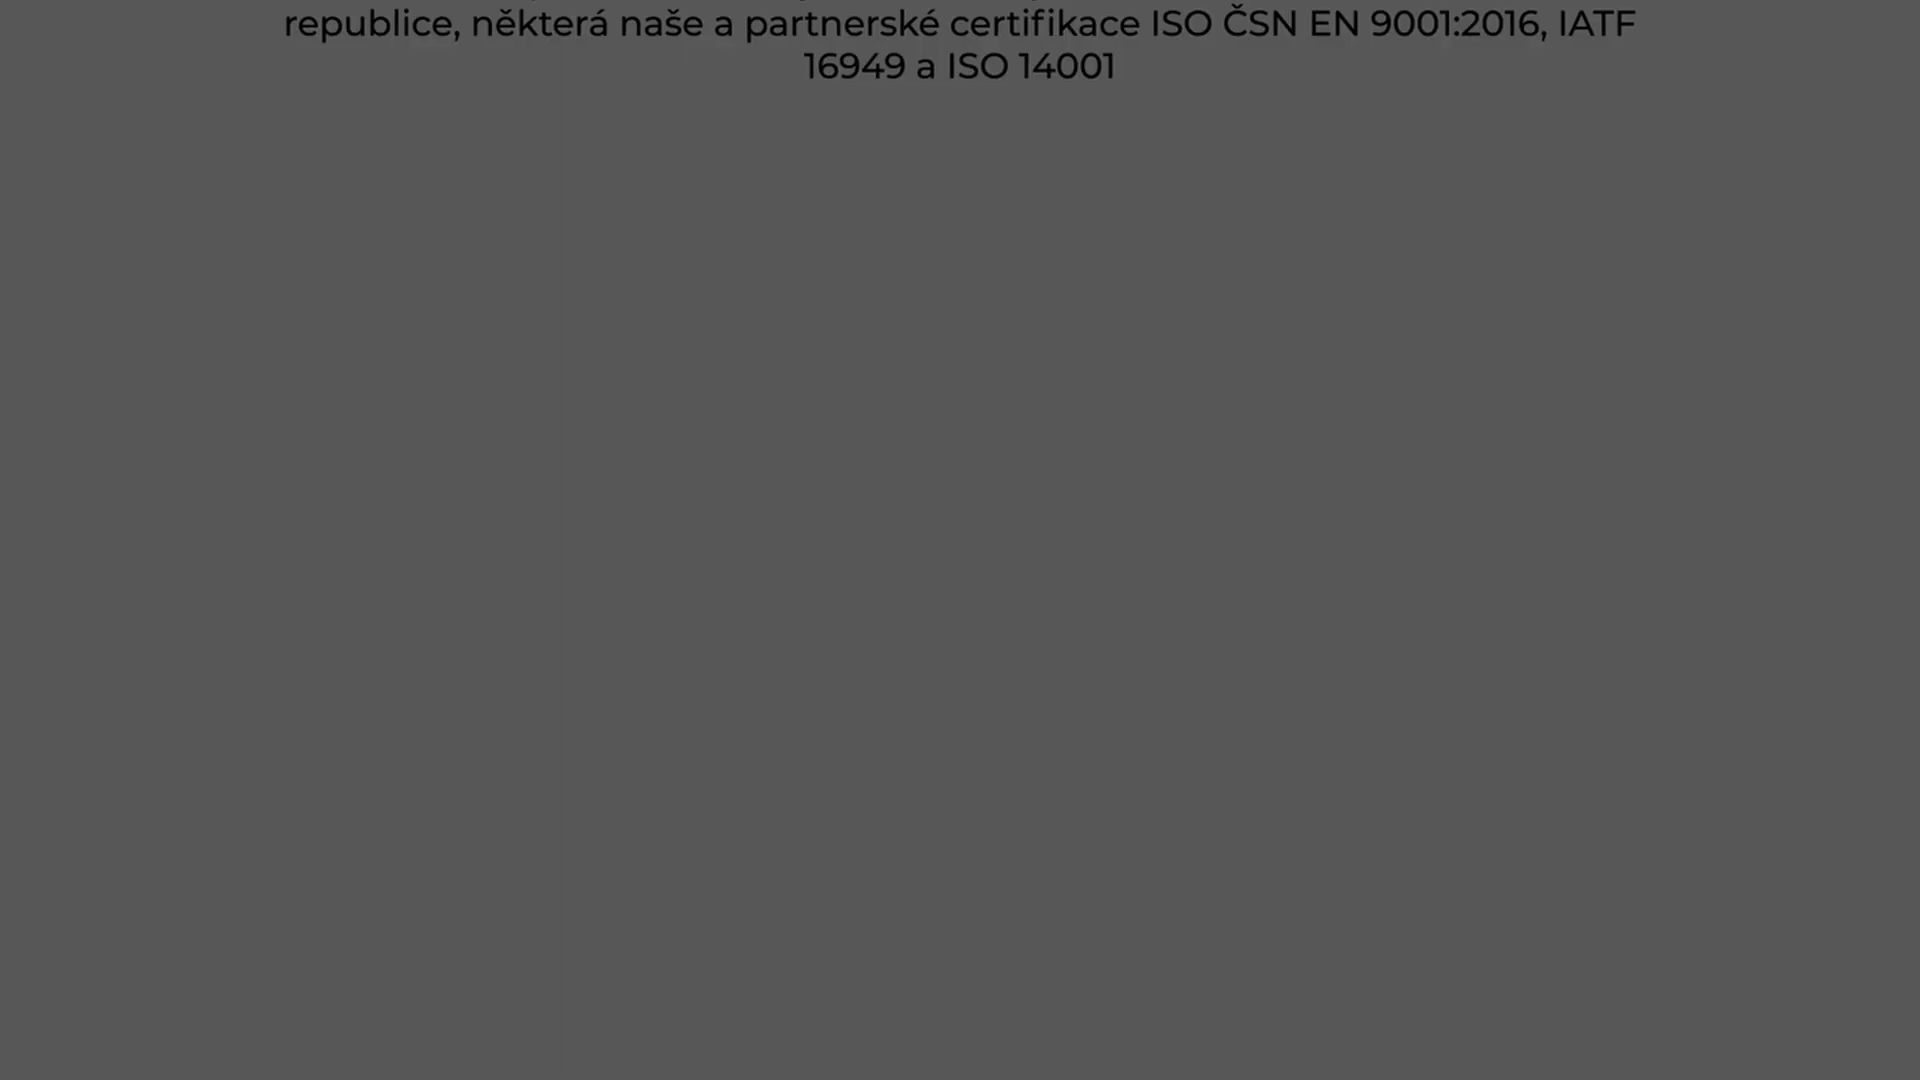 republice, některá naše a partnerské certifikace ISO ČSN EN 9001:2016, IATF
16949 a ISO 14001